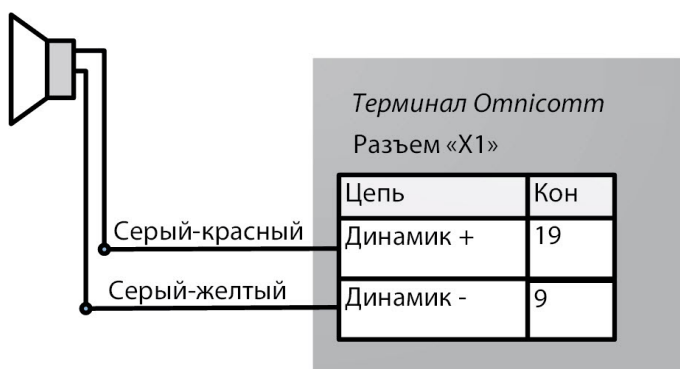 Терминал Omnicomm
Разъем «X1»
Цепь Кон
Серый-красный Динамик + 19
Серый-желтый Динамик - 9